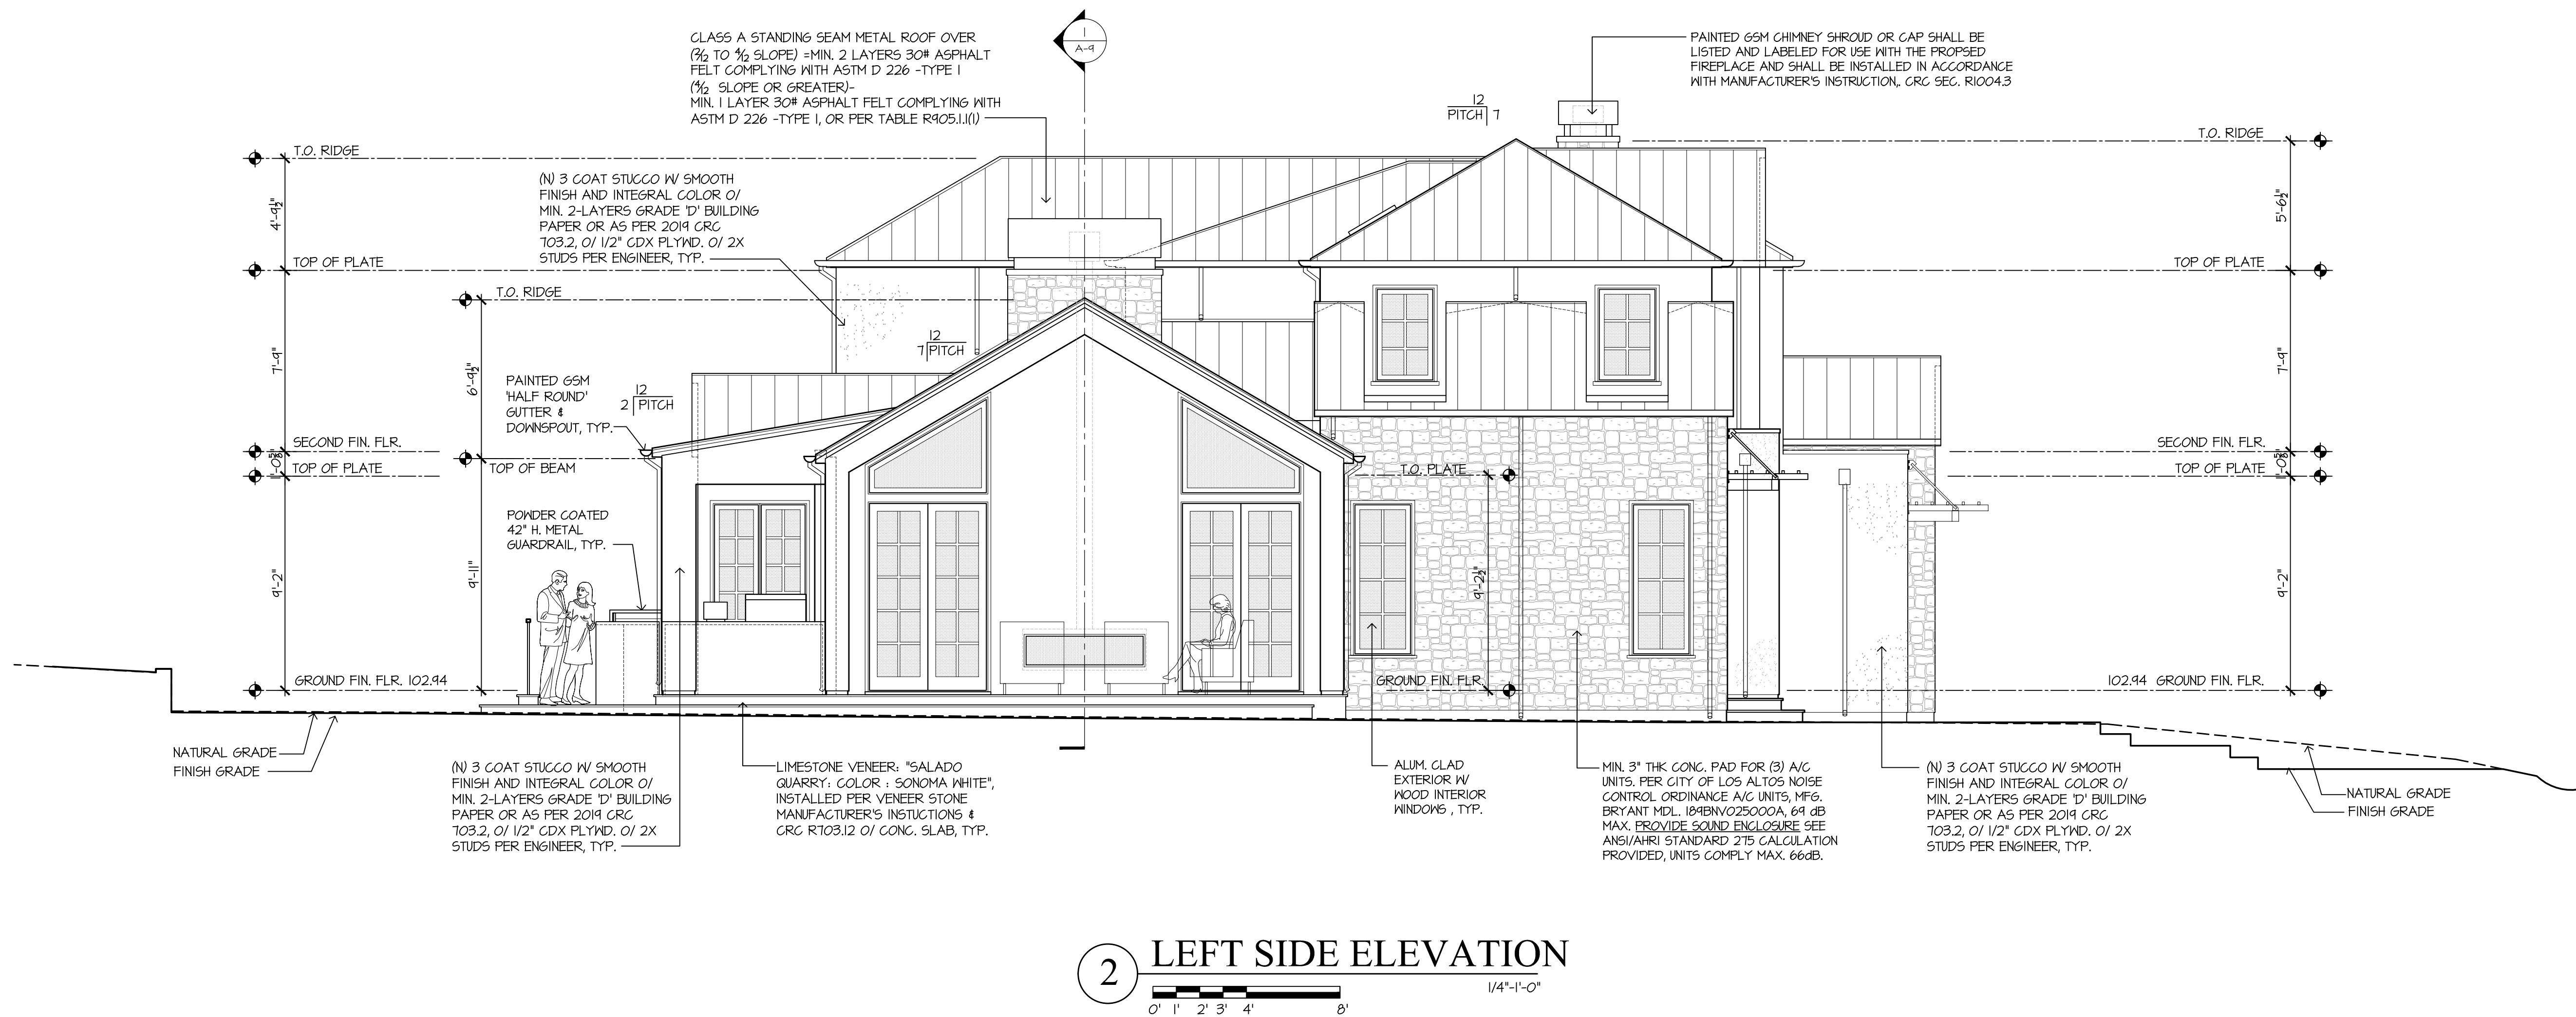 CLASS A STANDING SEAM METAL ROOF OVER
(2/12 TO 4/12 SLOPE) =MIN. 2 LAYERS 30# ASPHALT
FELT COMPLYING WITH ASTM D 226 -TYPE 1
(4/12 SLOPE OR GREATER)-
MIN. 1 LAYER 30# ASPHALT FELT COMPLYING WITH
ASTM D 226 -TYPE 1, OR PER TABLE R905.1.1(1)
1
A-9
PAINTED GSM CHIMNEY SHROUD OR CAP SHALL BE
LISTED AND LABELED FOR USE WITH THE PROPSED
FIREPLACE AND SHALL BE INSTALLED IN ACCORDANCE
WITH MANUFACTURER'S INSTRUCTION,. CRC SEC. R1004.3
12
PITCH 7
T.O. RIDGE
4'-9½"
TOP OF PLATE
7'-9"
SECOND FIN. FLR.
1'-0⅝"
TOP OF PLATE
9'-2"
GROUND FIN. FLR. 102.94
(N) 3 COAT STUCCO W/ SMOOTH
FINISH AND INTEGRAL COLOR O/
MIN. 2-LAYERS GRADE 'D' BUILDING
PAPER OR AS PER 2019 CRC
703.2, O/ 1/2" CDX PLYWD. O/ 2X
STUDS PER ENGINEER, TYP.
T.O. RIDGE
6'-9½"
TOP OF BEAM
9'-11"
12
7 PITCH
PAINTED GSM
'HALF ROUND'
GUTTER &
DOWNSPOUT, TYP.
12
2 PITCH
POWDER COATED
42" H. METAL
GUARDRAIL, TYP.
T.O. PLATE
9'-2½"
GROUND FIN. FLR.
T.O. RIDGE
5'-6½"
TOP OF PLATE
7'-9"
SECOND FIN. FLR.
1'-0⅝"
TOP OF PLATE
9'-2"
102.94 GROUND FIN. FLR.
NATURAL GRADE
FINISH GRADE
(N) 3 COAT STUCCO W/ SMOOTH
FINISH AND INTEGRAL COLOR O/
MIN. 2-LAYERS GRADE 'D' BUILDING
PAPER OR AS PER 2019 CRC
703.2, O/ 1/2" CDX PLYWD. O/ 2X
STUDS PER ENGINEER, TYP.
LIMESTONE VENEER: "SALADO
QUARRY: COLOR : SONOMA WHITE",
INSTALLED PER VENEER STONE
MANUFACTURER'S INSTUCTIONS &
CRC R703.12 O/ CONC. SLAB, TYP.
ALUM. CLAD
EXTERIOR W/
WOOD INTERIOR
WINDOWS , TYP.
MIN. 3" THK CONC. PAD FOR (3) A/C
UNITS. PER CITY OF LOS ALTOS NOISE
CONTROL ORDINANCE A/C UNITS, MFG.
BRYANT MDL. 189BNV025000A, 69 dB
MAX. PROVIDE SOUND ENCLOSURE SEE
ANSI/AHRI STANDARD 275 CALCULATION
PROVIDED, UNITS COMPLY MAX. 66dB.
(N) 3 COAT STUCCO W/ SMOOTH
FINISH AND INTEGRAL COLOR O/
MIN. 2-LAYERS GRADE 'D' BUILDING
PAPER OR AS PER 2019 CRC
703.2, O/ 1/2" CDX PLYWD. O/ 2X
STUDS PER ENGINEER, TYP.
NATURAL GRADE
FINISH GRADE
2
LEFT SIDE ELEVATION
1/4"-1'-0"
0' 1' 2' 3' 4' 8'